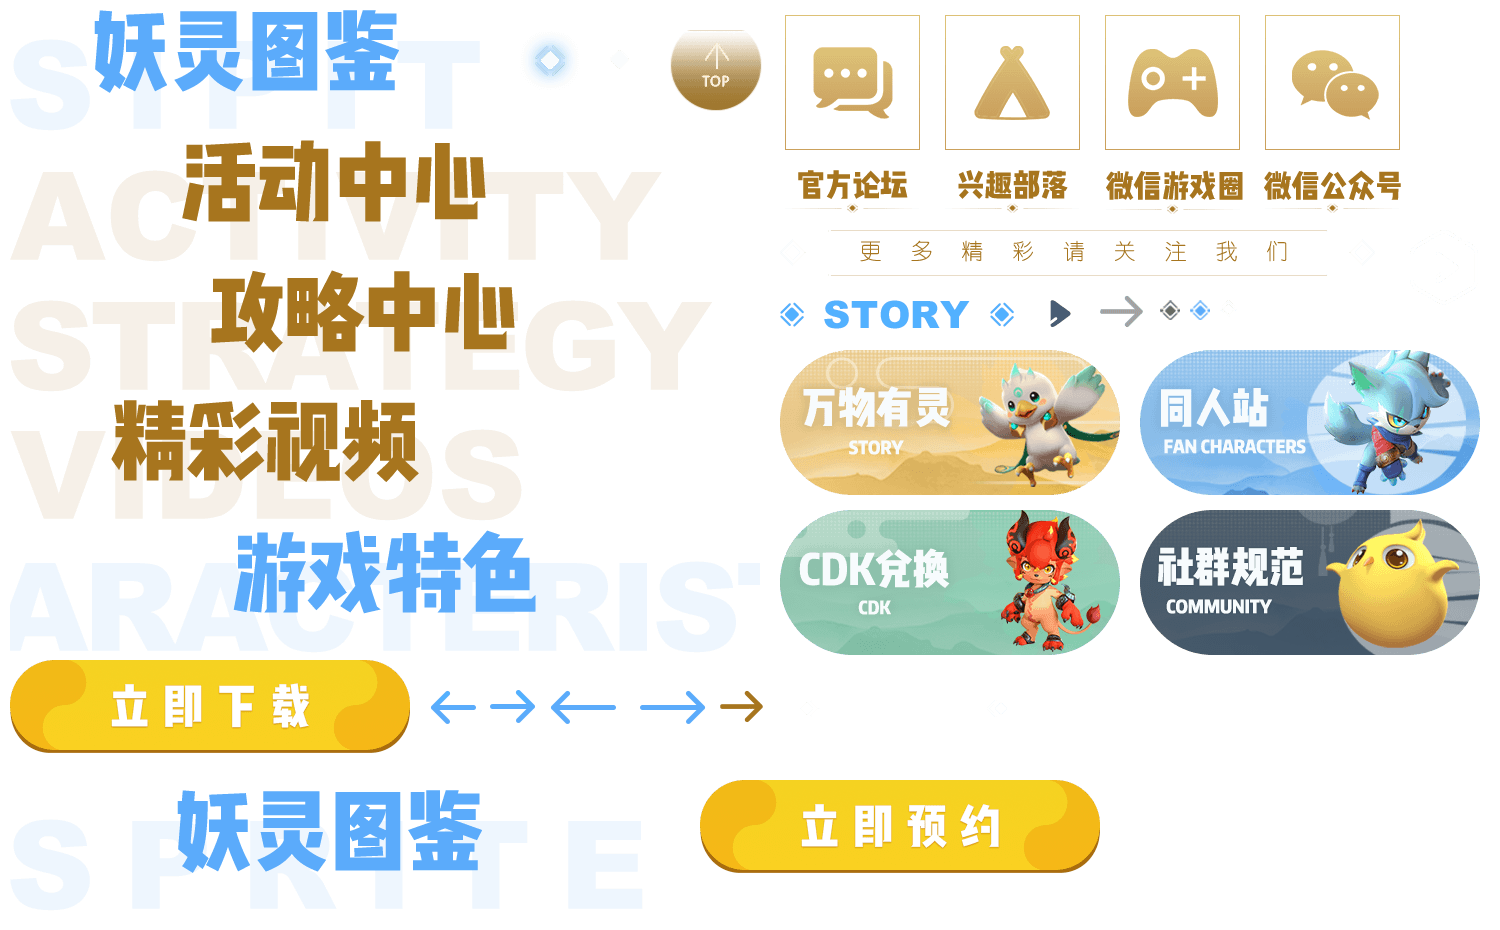 妖灵图鉴
STPTT
TOP
活动中心
ACTIVITY
攻略中心
STRATEGY
精彩视频
VIDEOS
游戏特色
ARACTERIST
立即下载
妖灵图鉴
SPRITE
官方论坛
兴趣部落
微信游戏圈
微信公众号
更多精彩请关注我们
STORY
万物有灵
STORY
同人站
FAN CHARACTERS
CDK兌換
CDK
社群规范
COMMUNITY
立即预约